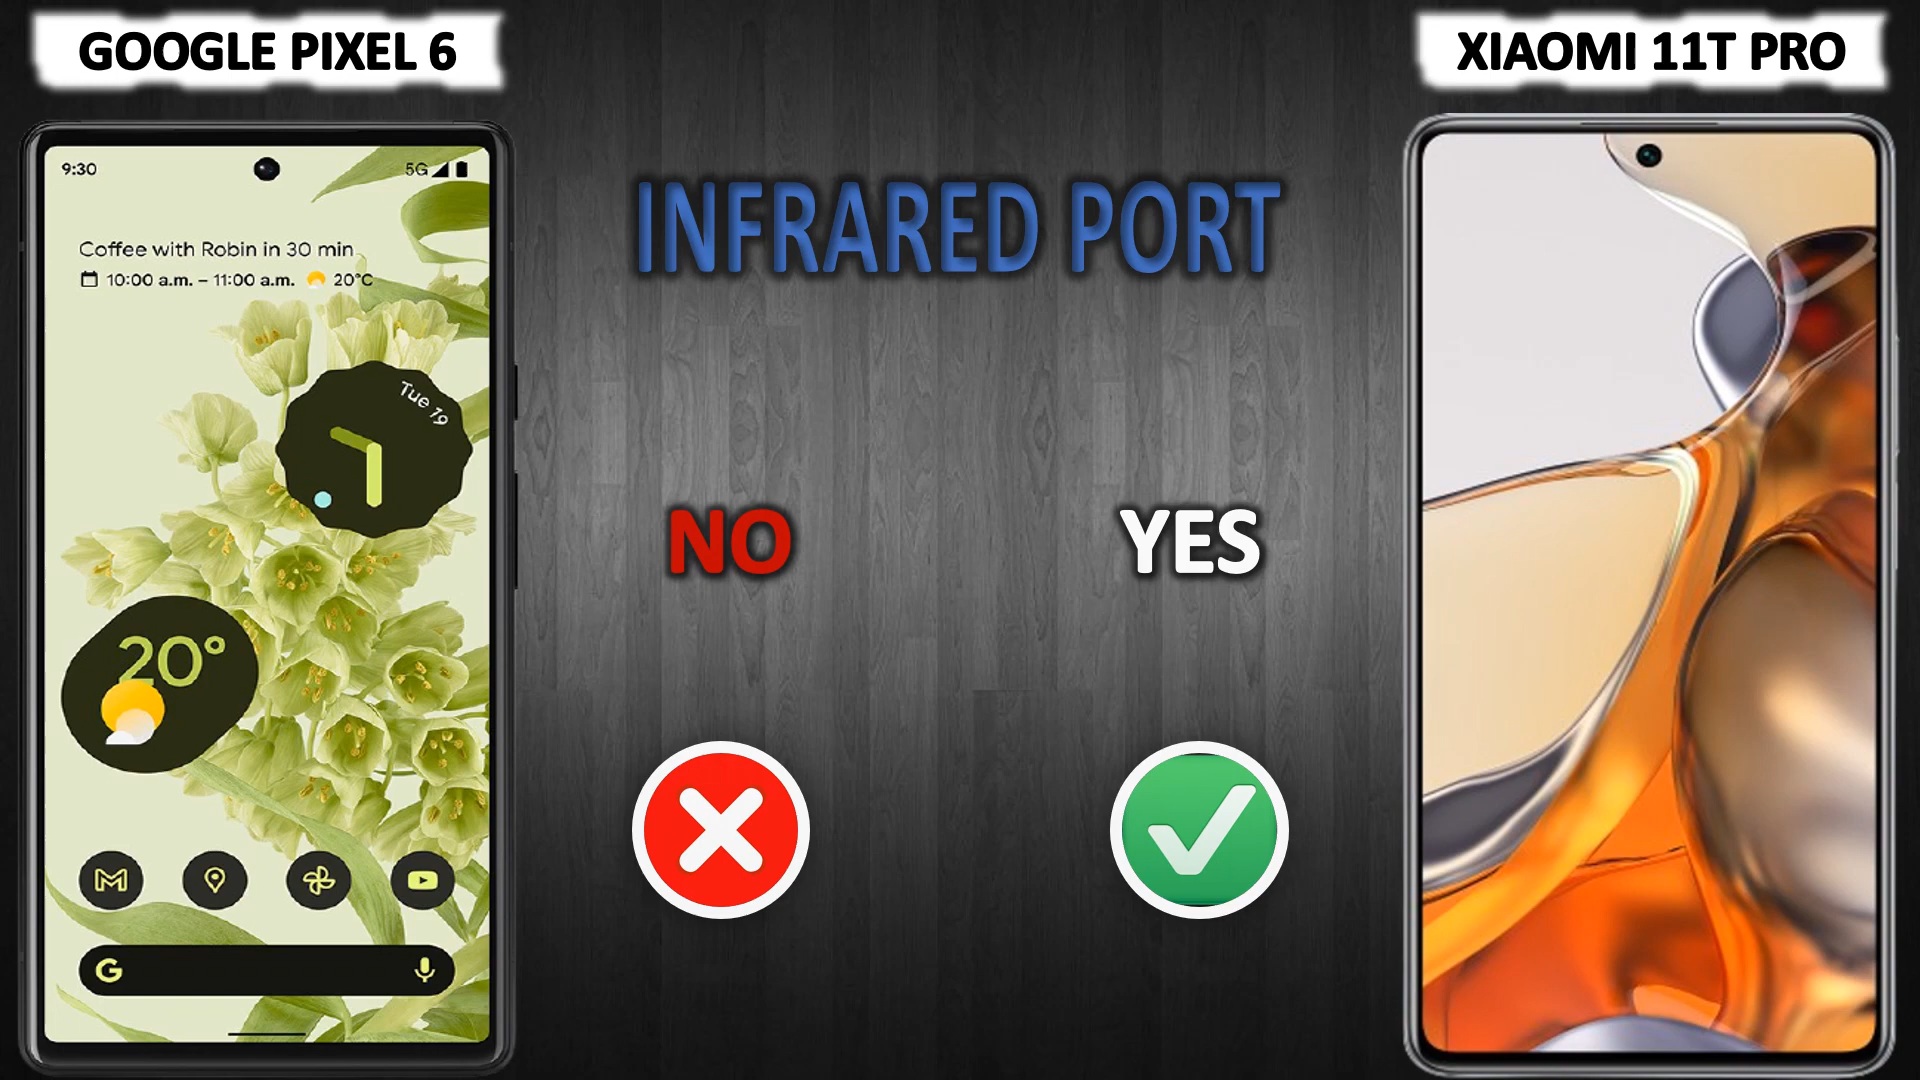 GOOGLE PIXEL 6
XIAOMI 11T PRO
9:30
5G
Coffee with Robin in 30 min
10:00 a.m. – 11:00 a.m. 20°C
INFRARED PORT
Tue 19
NO
YES
20°
G